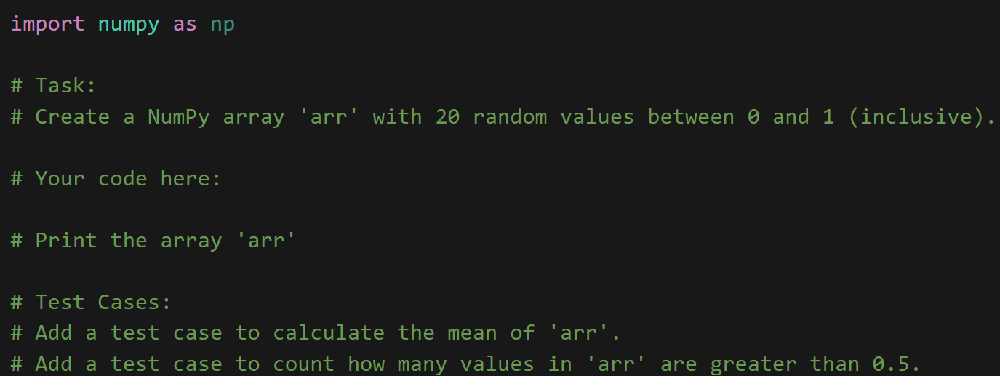 import numpy as np
# Task:
# Create a NumPy array 'arr' with 20 random values between 0 and 1 (inclusive).
# Your code here:
# Print the array 'arr'
# Test Cases:
# Add a test case to calculate the mean of 'arr'.
# Add a test case to count how many values in 'arr' are greater than 0.5.